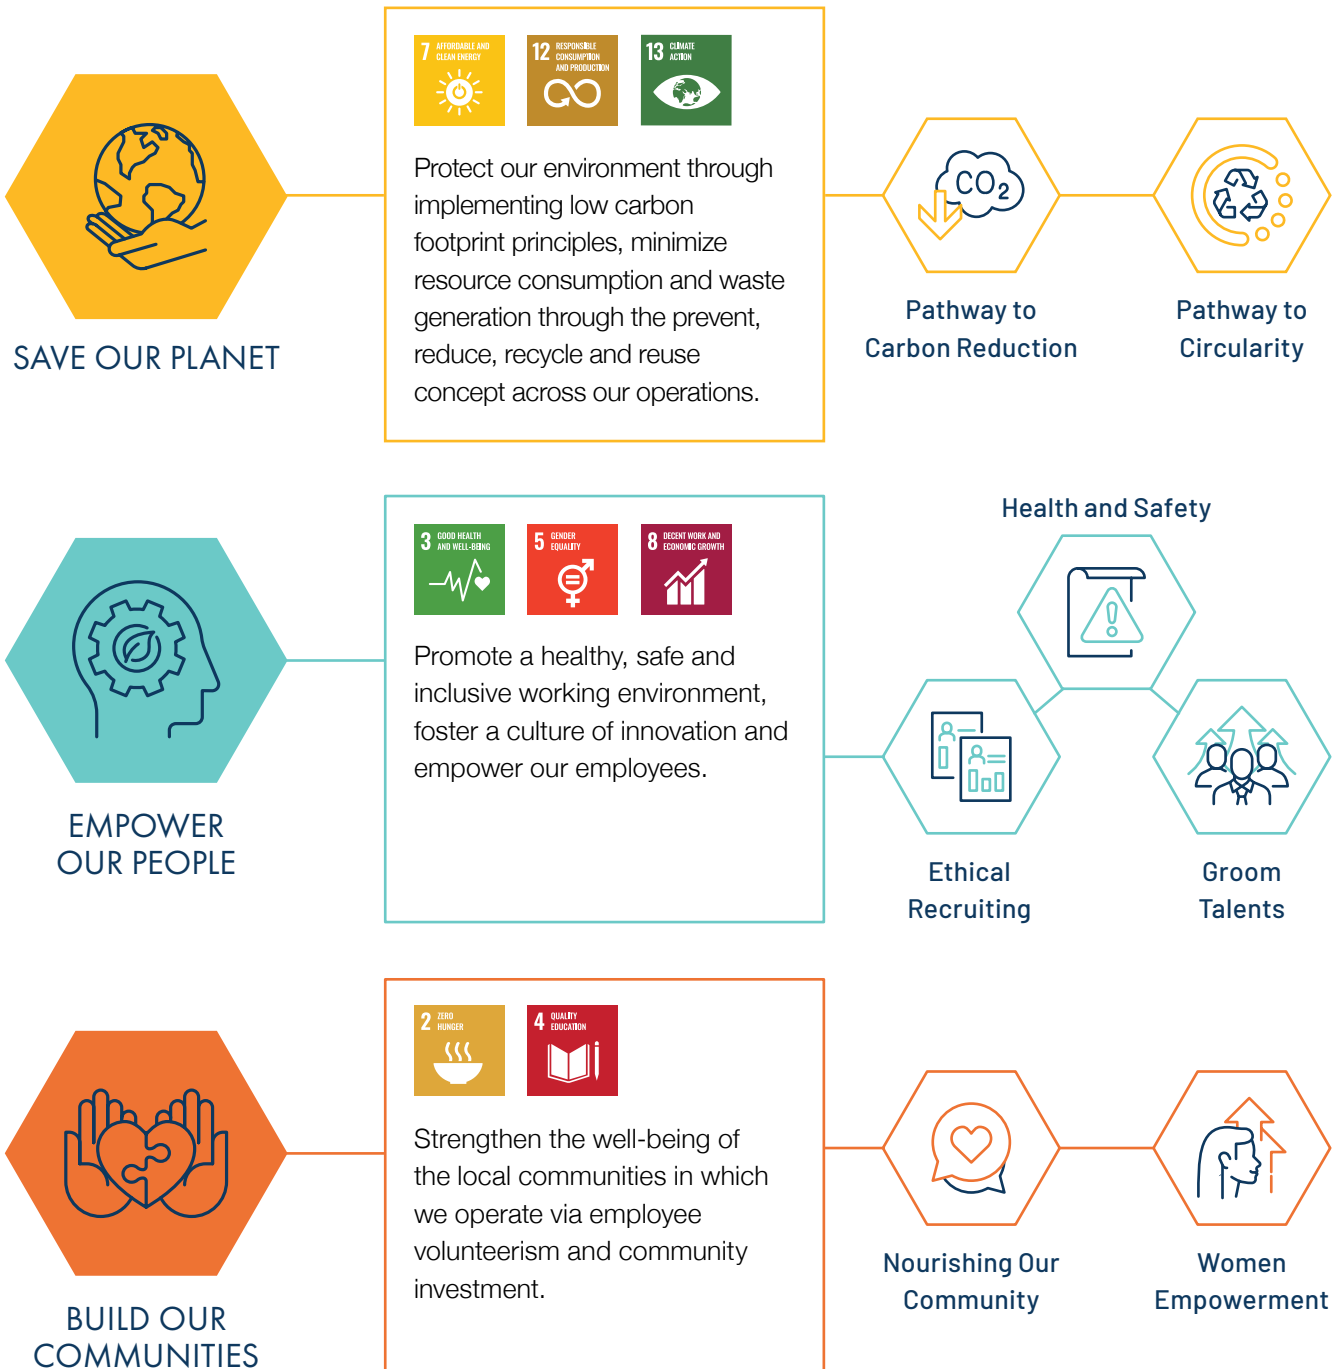 7 AFFORDABLE AND
CLEAN ENERGY
12 RESPONSIBLE
CONSUMPTION
AND PRODUCTION
13 CLIMATE
ACTION
SAVE OUR PLANET
Protect our environment through
implementing low carbon
footprint principles, minimize
resource consumption and waste
generation through the prevent,
reduce, recycle and reuse
concept across our operations.
CO2
Pathway to
Carbon Reduction
Pathway to
Circularity
3 GOOD HEALTH
AND WELL-BEING
5 GENDER
EQUALITY
8 DECENT WORK AND
ECONOMIC GROWTH
EMPOWER
OUR PEOPLE
Promote a healthy, safe and
inclusive working environment,
foster a culture of innovation and
empower our employees.
Health and Safety
Ethical
Recruiting
Groom
Talents
2 ZERO
HUNGER
4 QUALITY
EDUCATION
BUILD OUR
COMMUNITIES
Strengthen the well-being of
the local communities in which
we operate via employee
volunteerism and community
investment.
Nourishing Our
Community
Women
Empowerment